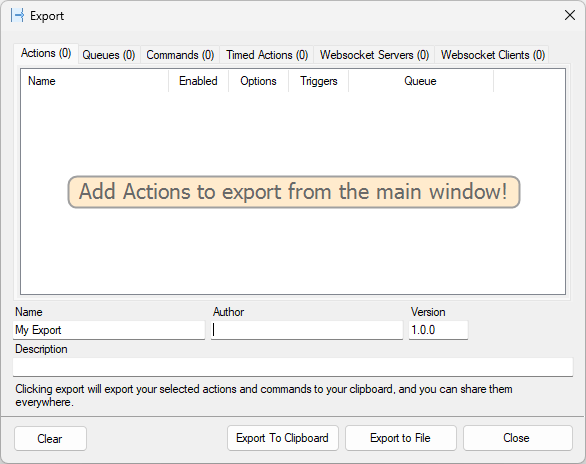 Export
Actions (0) Queues (0) Commands (0) Timed Actions (0) Websocket Servers (0) Websocket Clients (0)
Name Enabled Options Triggers Queue
Add Actions to export from the main window!
Name Author Version
My Export 1.0.0
Description
Clicking export will export your selected actions and commands to your clipboard, and you can share them
everywhere.
Clear Export To Clipboard Export to File Close